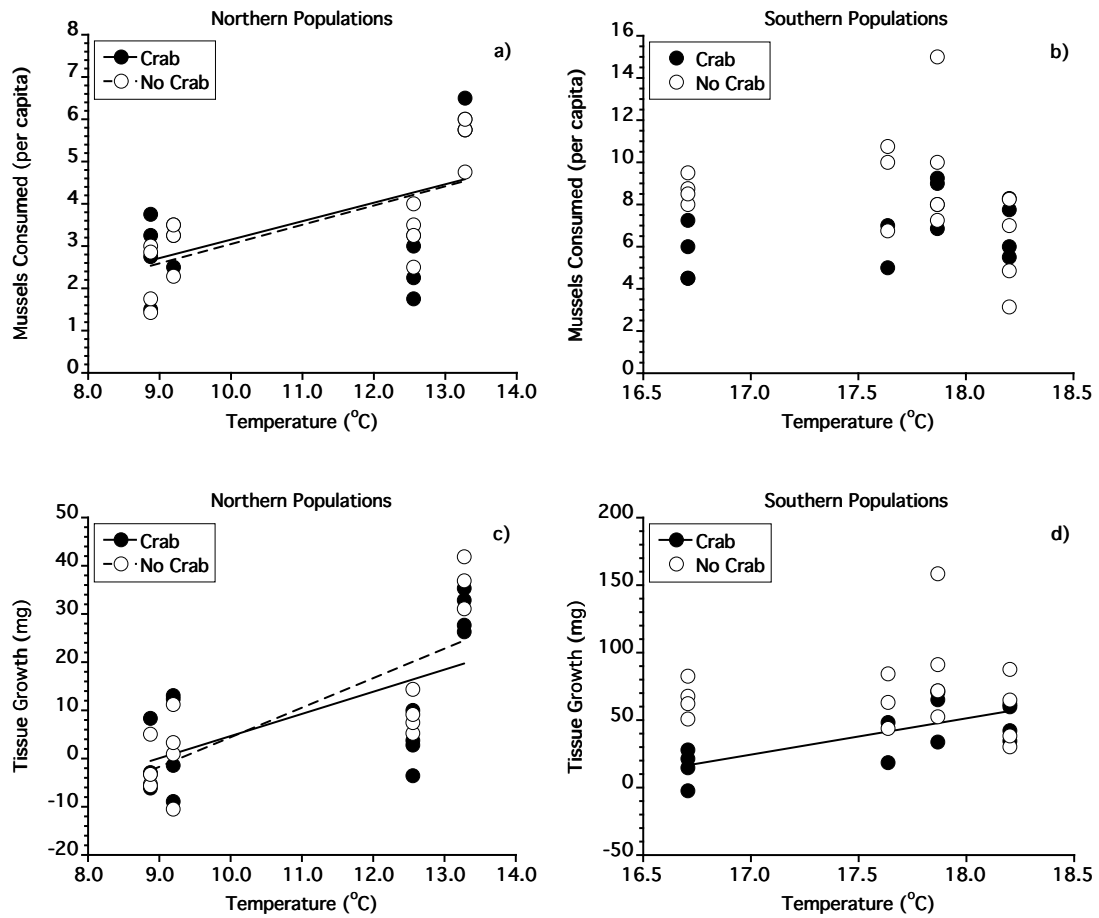 Northern Populations
a)
Crab
No Crab
Mussels Consumed (per capita)
8
7
6
5
4
3
2
1
0
8.0 9.0 10.0 11.0 12.0 13.0 14.0
Temperature (°C)
Southern Populations
b)
Crab
No Crab
Mussels Consumed (per capita)
16
14
12
10
8
6
4
2
0
16.5 17.0 17.5 18.0 18.5
Temperature (°C)
Northern Populations
c)
Crab
No Crab
Tissue Growth (mg)
50
40
30
20
10
0
-10
-20
8.0 9.0 10.0 11.0 12.0 13.0 14.0
Temperature (°C)
Southern Populations
d)
Crab
No Crab
Tissue Growth (mg)
200
150
100
50
0
-50
16.5 17.0 17.5 18.0 18.5
Temperature (°C)